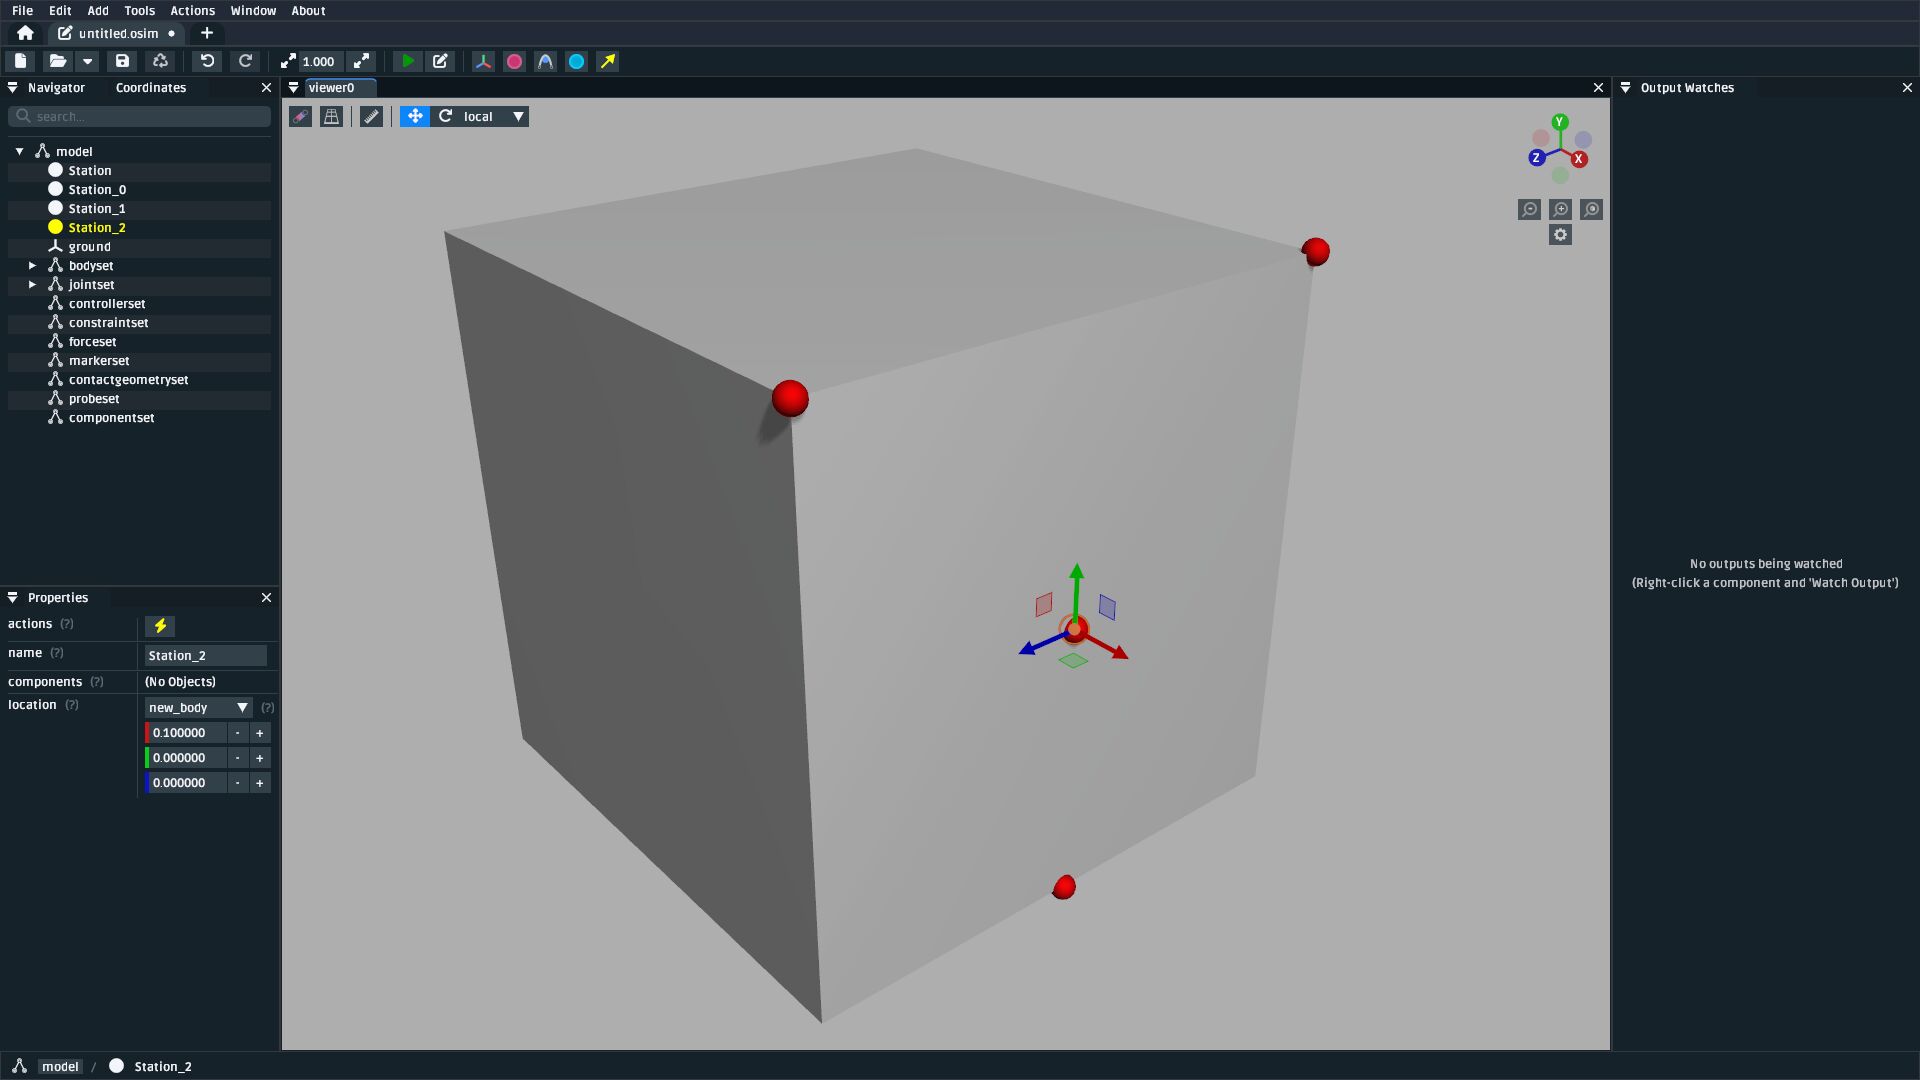 File Edit Add Tools Actions Window About
untitled.osim
1.000
Navigator Coordinates
search...
model
Station
Station_0
Station_1
Station_2
ground
bodyset
jointset
controllerset
constraintset
forceset
markerset
contactgeometryset
probeset
componentset
Properties
actions (?)
name (?) Station_2
components (?) (No Objects)
location (?) new_body (?)
0.100000 - +
0.000000 - +
0.000000 - +
viewer0
local
Y
Z X
Output Watches
No outputs being watched
(Right-click a component and 'Watch Output')
model / Station_2